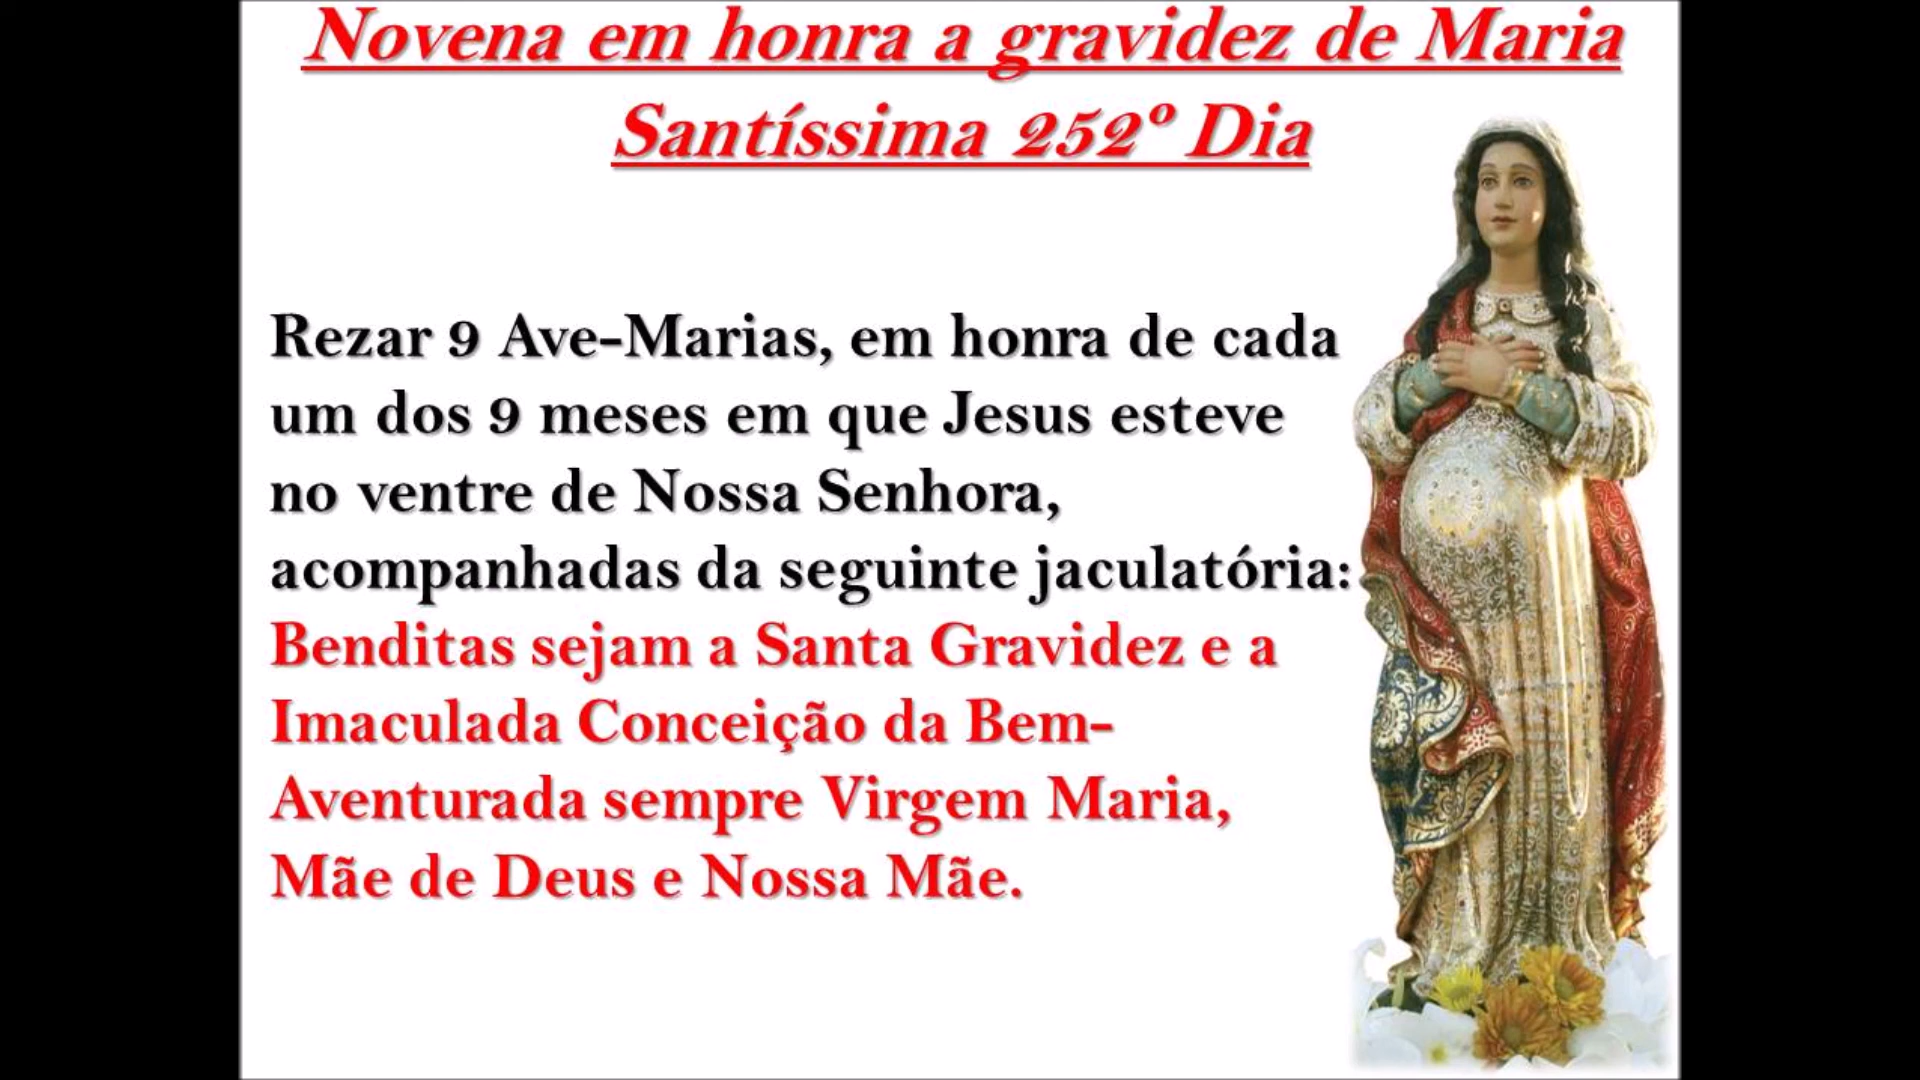 Novena em honra a gravidez de Maria
Santíssima 252º Dia
Rezar 9 Ave-Marias, em honra de cada
um dos 9 meses em que Jesus esteve
no ventre de Nossa Senhora,
acompanhadas da seguinte jaculatória:
Benditas sejam a Santa Gravidez e a
Imaculada Conceição da Bem-
Aventurada sempre Virgem Maria,
Mãe de Deus e Nossa Mãe.